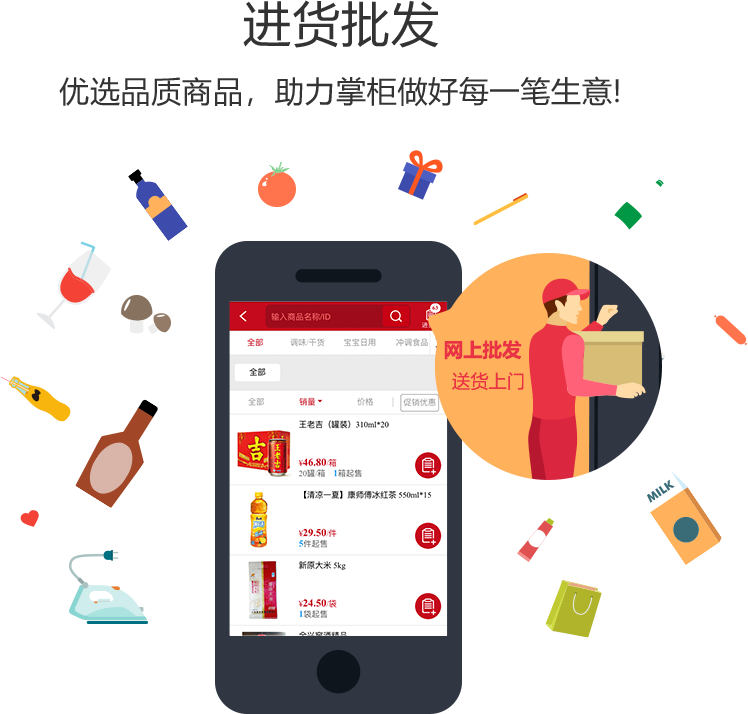 进货批发
优选品质商品，助力掌柜做好每一笔生意!
输入商品名称/ID
43
全部 调味/干货 宝宝日用 冲调食品
全部
全部 销量 价格 促销优惠
王老吉（罐装）310ml*20
¥46.80/箱
20罐/箱 1箱起售
【清凉一夏】康师傅冰红茶 550ml*15
¥29.50/件
5件起售
新原大米 5kg
¥24.50/袋
1袋起售
网上批发
送货上门
MILK
吉
王老吉